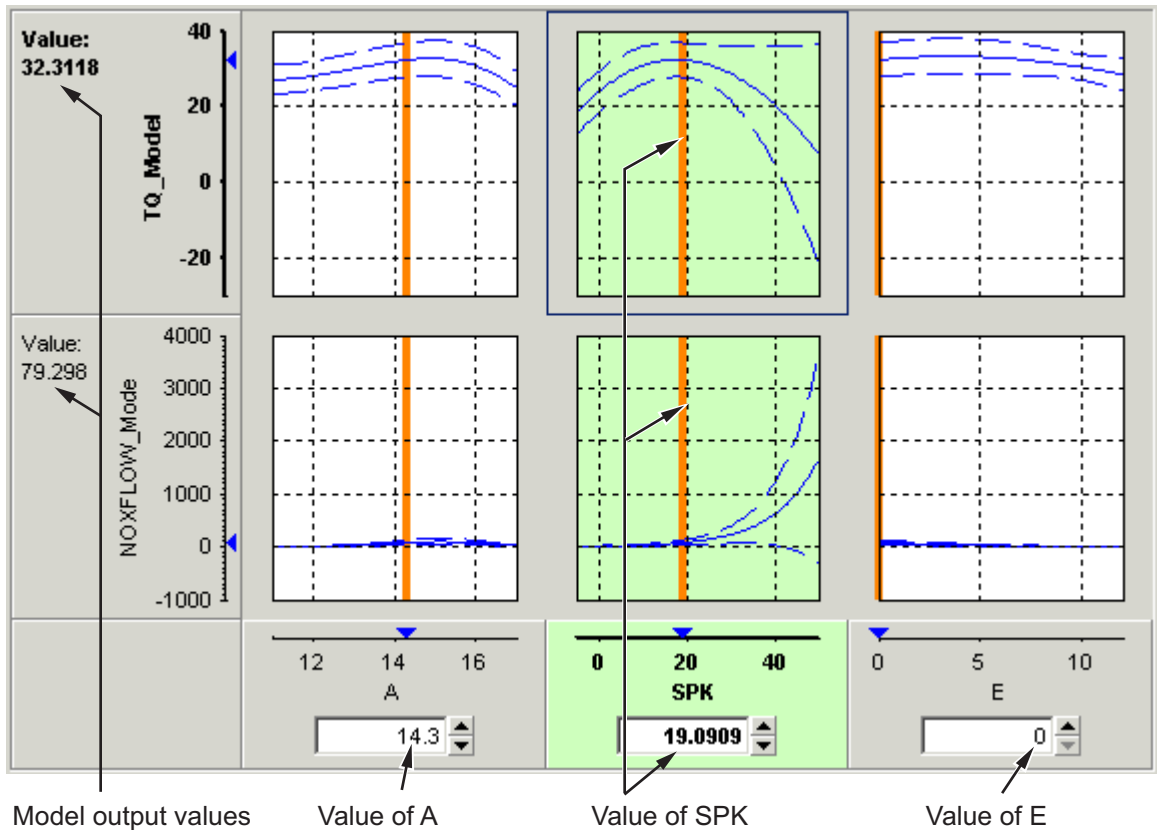 Value:
32.3118
TQ_Model
40
20
0
-20
Value:
79.298
NOXFLOW_Mode
4000
3000
2000
1000
0
-1000
12 14 16
A
14.3
0 20 40
SPK
19.0909
0 5 10
E
0
Model output values
Value of A
Value of SPK
Value of E